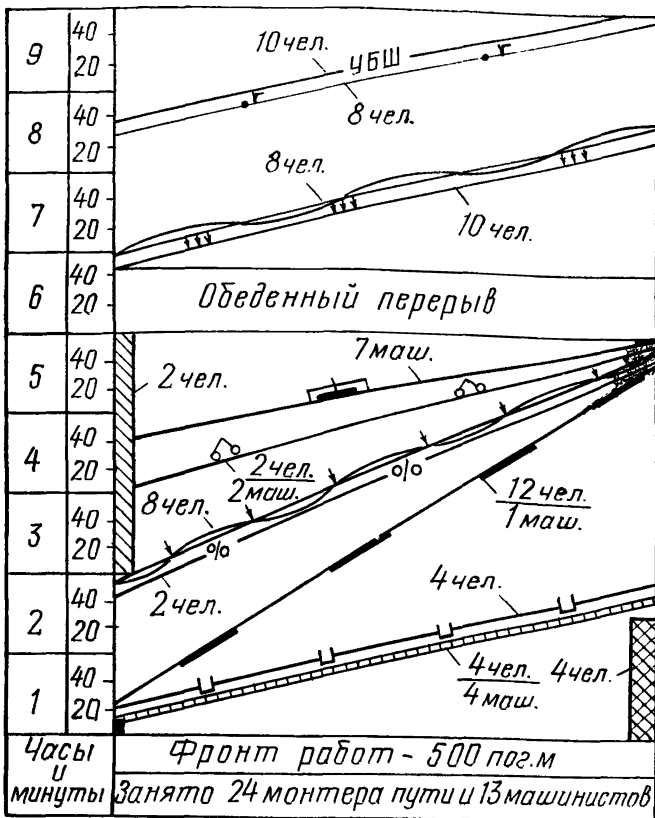 9
40
20
10 чел.
УБШ
г
г
8 чел.
8
40
20
7
40
20
8 чел.
10 чел.
6
40
20
Обеденный перерыв
5
40
20
2 чел.
7 маш.
4
40
20
2 чел.
2 маш.
%
12 чел.
1 маш.
3
40
20
8 чел.
%
2 чел.
2
40
20
4 чел.
1
40
20
4 чел.
4 маш.
4 чел.
Часы
и
минуты
Фронт работ - 500 пог.м
Занято 24 монтера пути и 13 машинистов